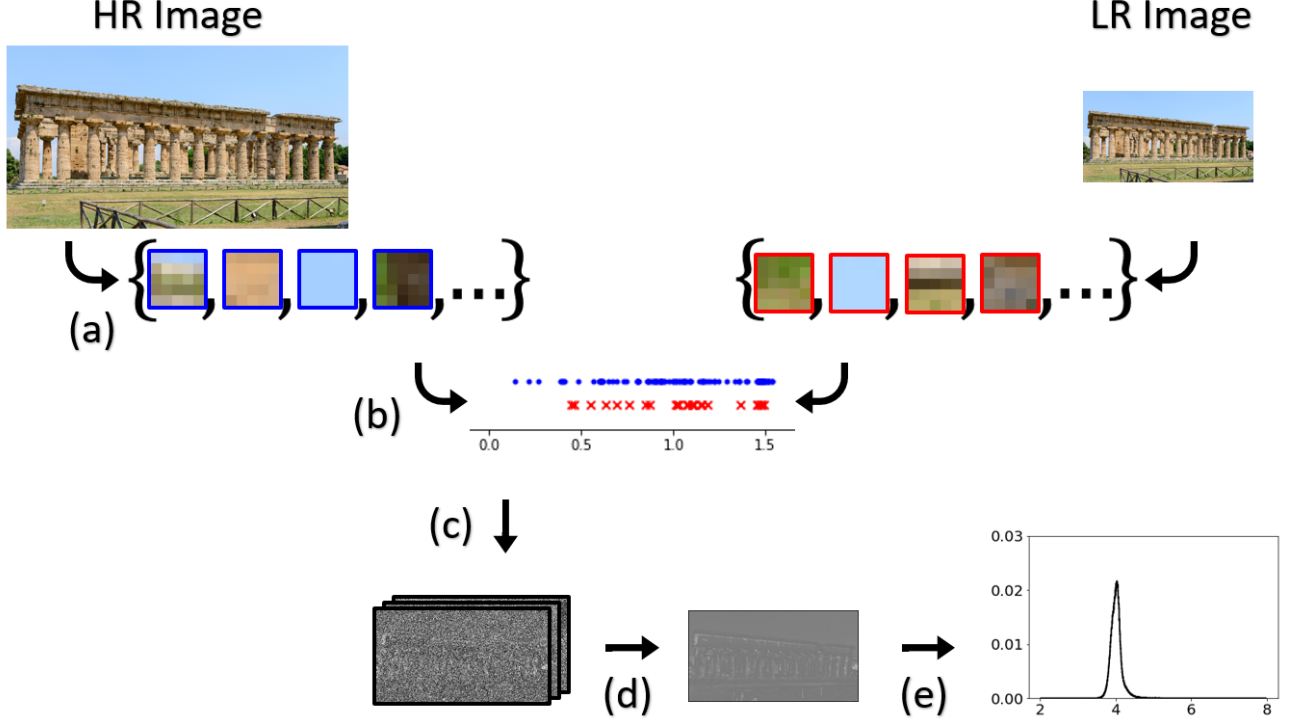 HR Image
LR Image
{ , , , ,...}
{ , , , ,...}
(a)
(b)
0.0 0.5 1.0 1.5
(c)
0.03
0.02
0.01
0.00
2 4 6 8
(d)
(e)